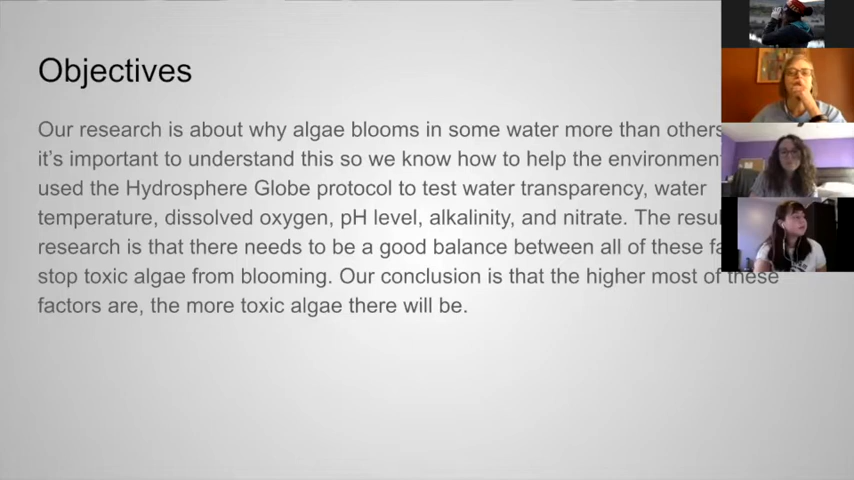 Objectives
Our research is about why algae blooms in some water more than others
it's important to understand this so we know how to help the environment
used the Hydrosphere Globe protocol to test water transparency, water
temperature, dissolved oxygen, pH level, alkalinity, and nitrate. The
research is that there needs to be a good balance between all of these
stop toxic algae from blooming. Our conclusion is that the higher most of these
factors are, the more toxic algae there will be.